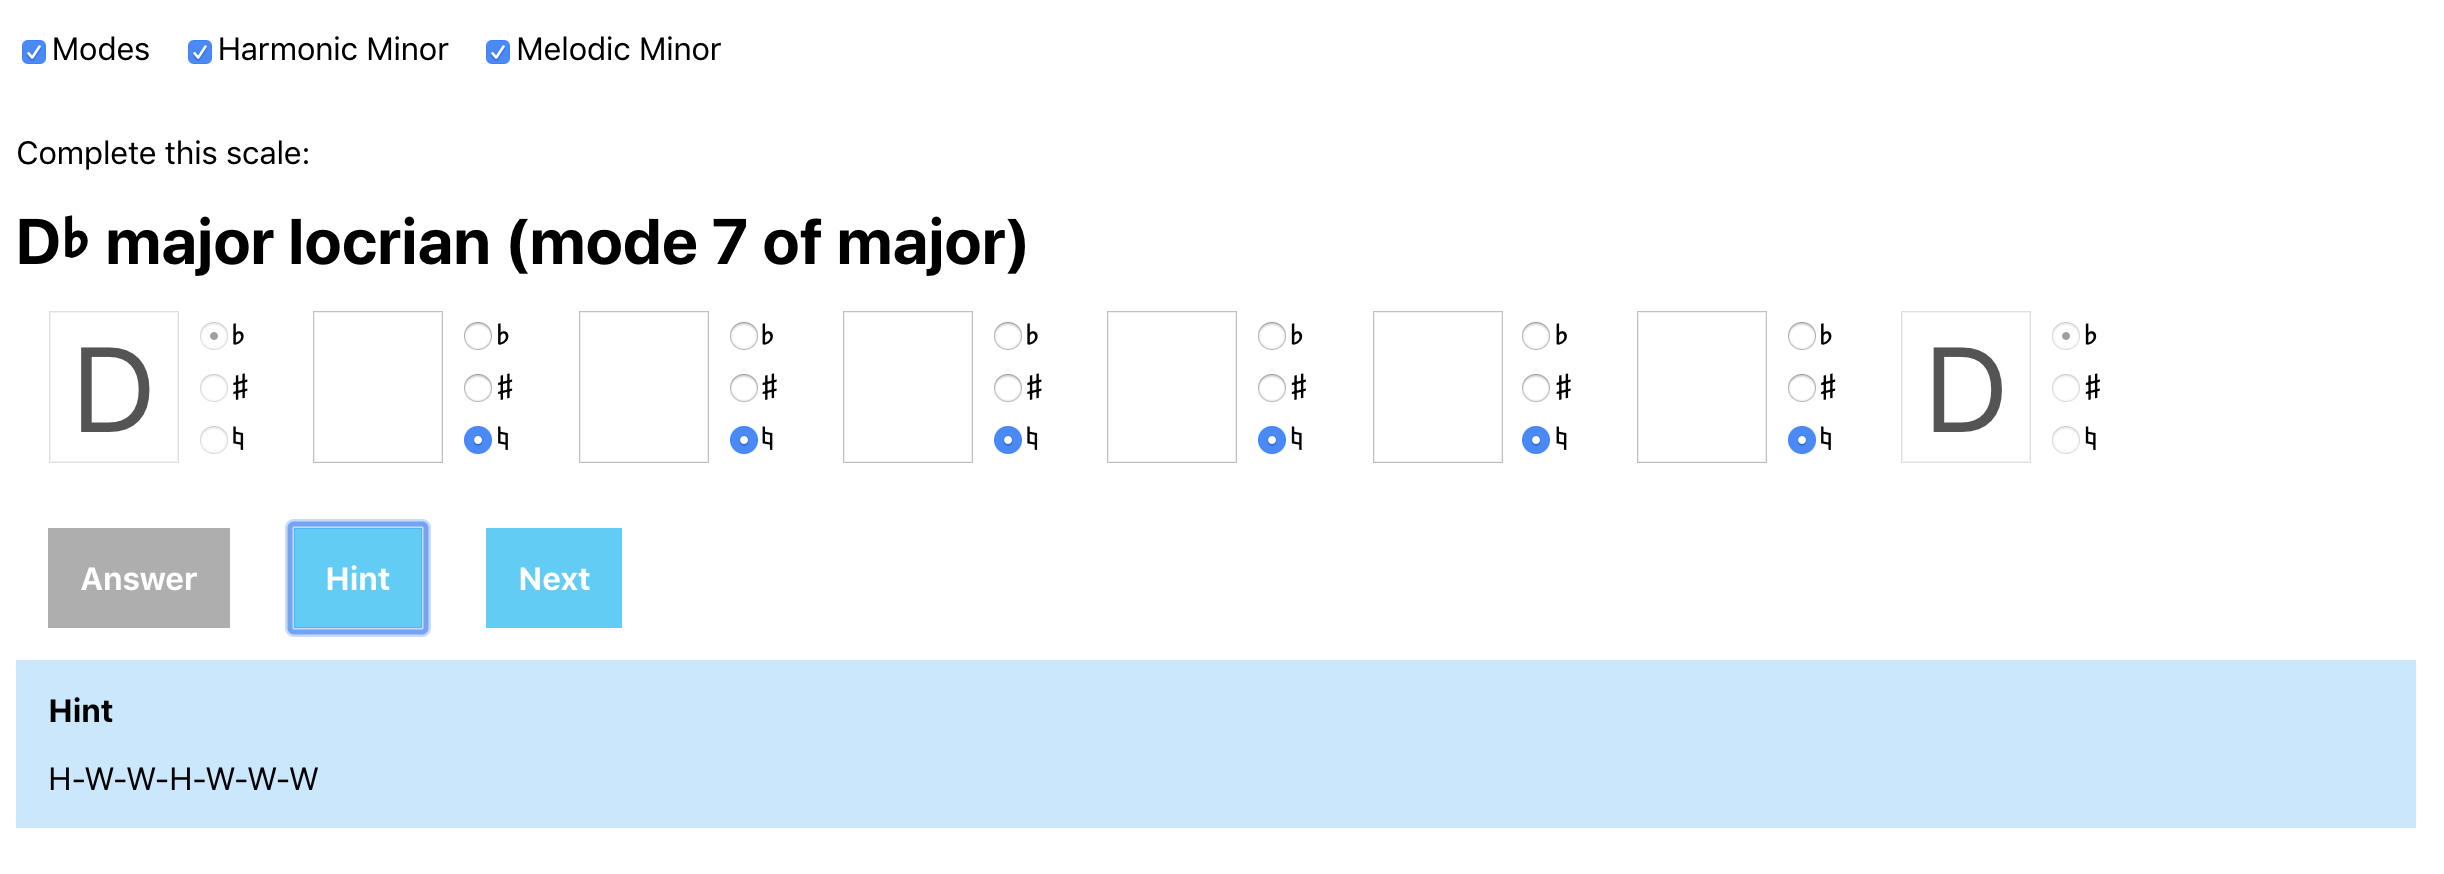 Modes Harmonic Minor Melodic Minor
Complete this scale:
D♭ major locrian (mode 7 of major)
D ♭ ♭ ♭ ♭ ♭ ♭ ♭ D ♭
♯ ♯ ♯ ♯ ♯ ♯ ♯ ♯
♮ ♮ ♮ ♮ ♮ ♮ ♮ ♮
Answer Hint Next
Hint
H-W-W-H-W-W-W